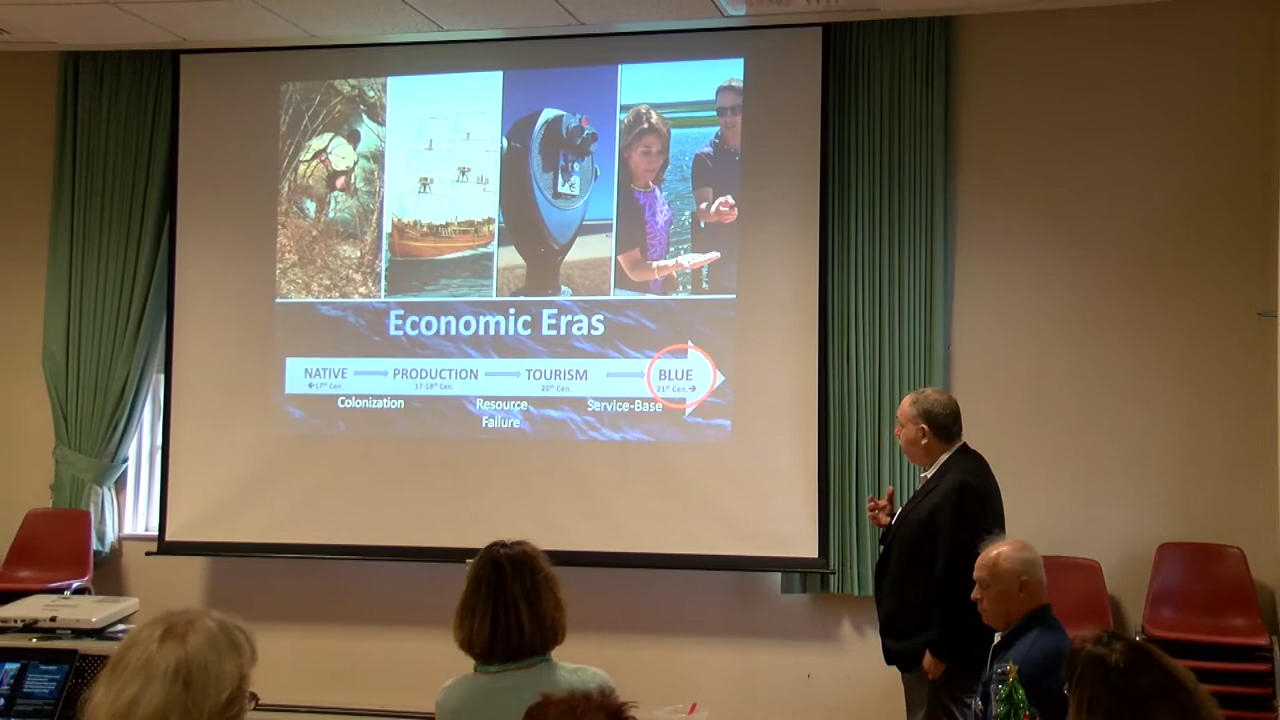 Economic Eras
NATIVE PRODUCTION TOURISM BLUE
←17th Cen. 17-19th Cen. 20th Cen. 21st Cen.→
Colonization Resource Failure Service-Base